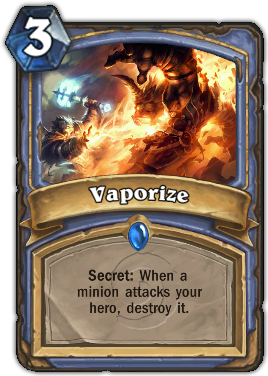 3
Vaporize
Secret: When a
minion attacks your
hero, destroy it.